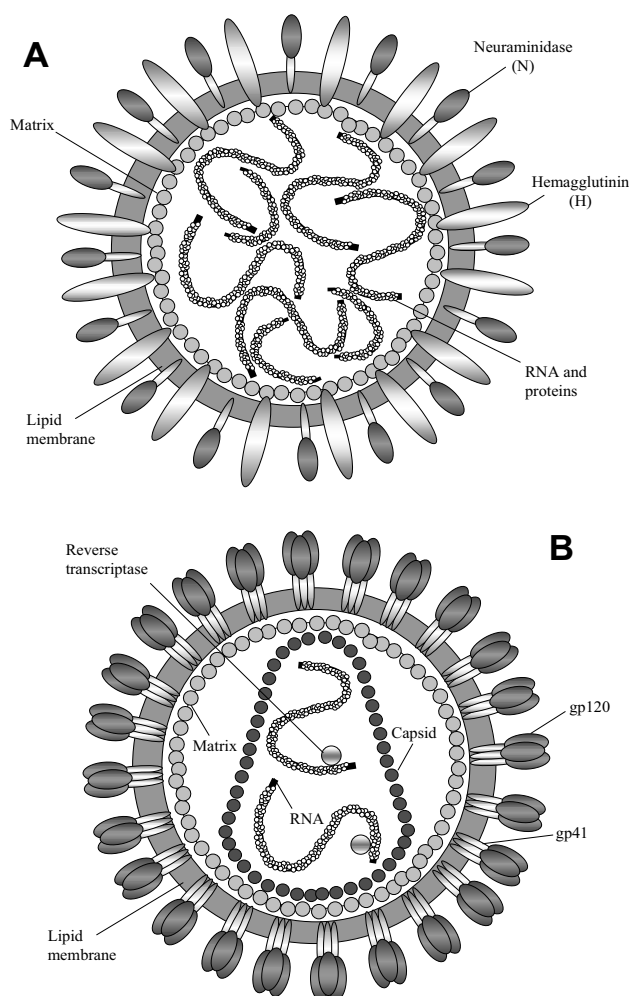 A
Neuraminidase
(N)
Matrix
Hemagglutinin
(H)
RNA and
proteins
Lipid
membrane
B
Reverse
transcriptase
gp120
Matrix
Capsid
RNA
gp41
Lipid
membrane